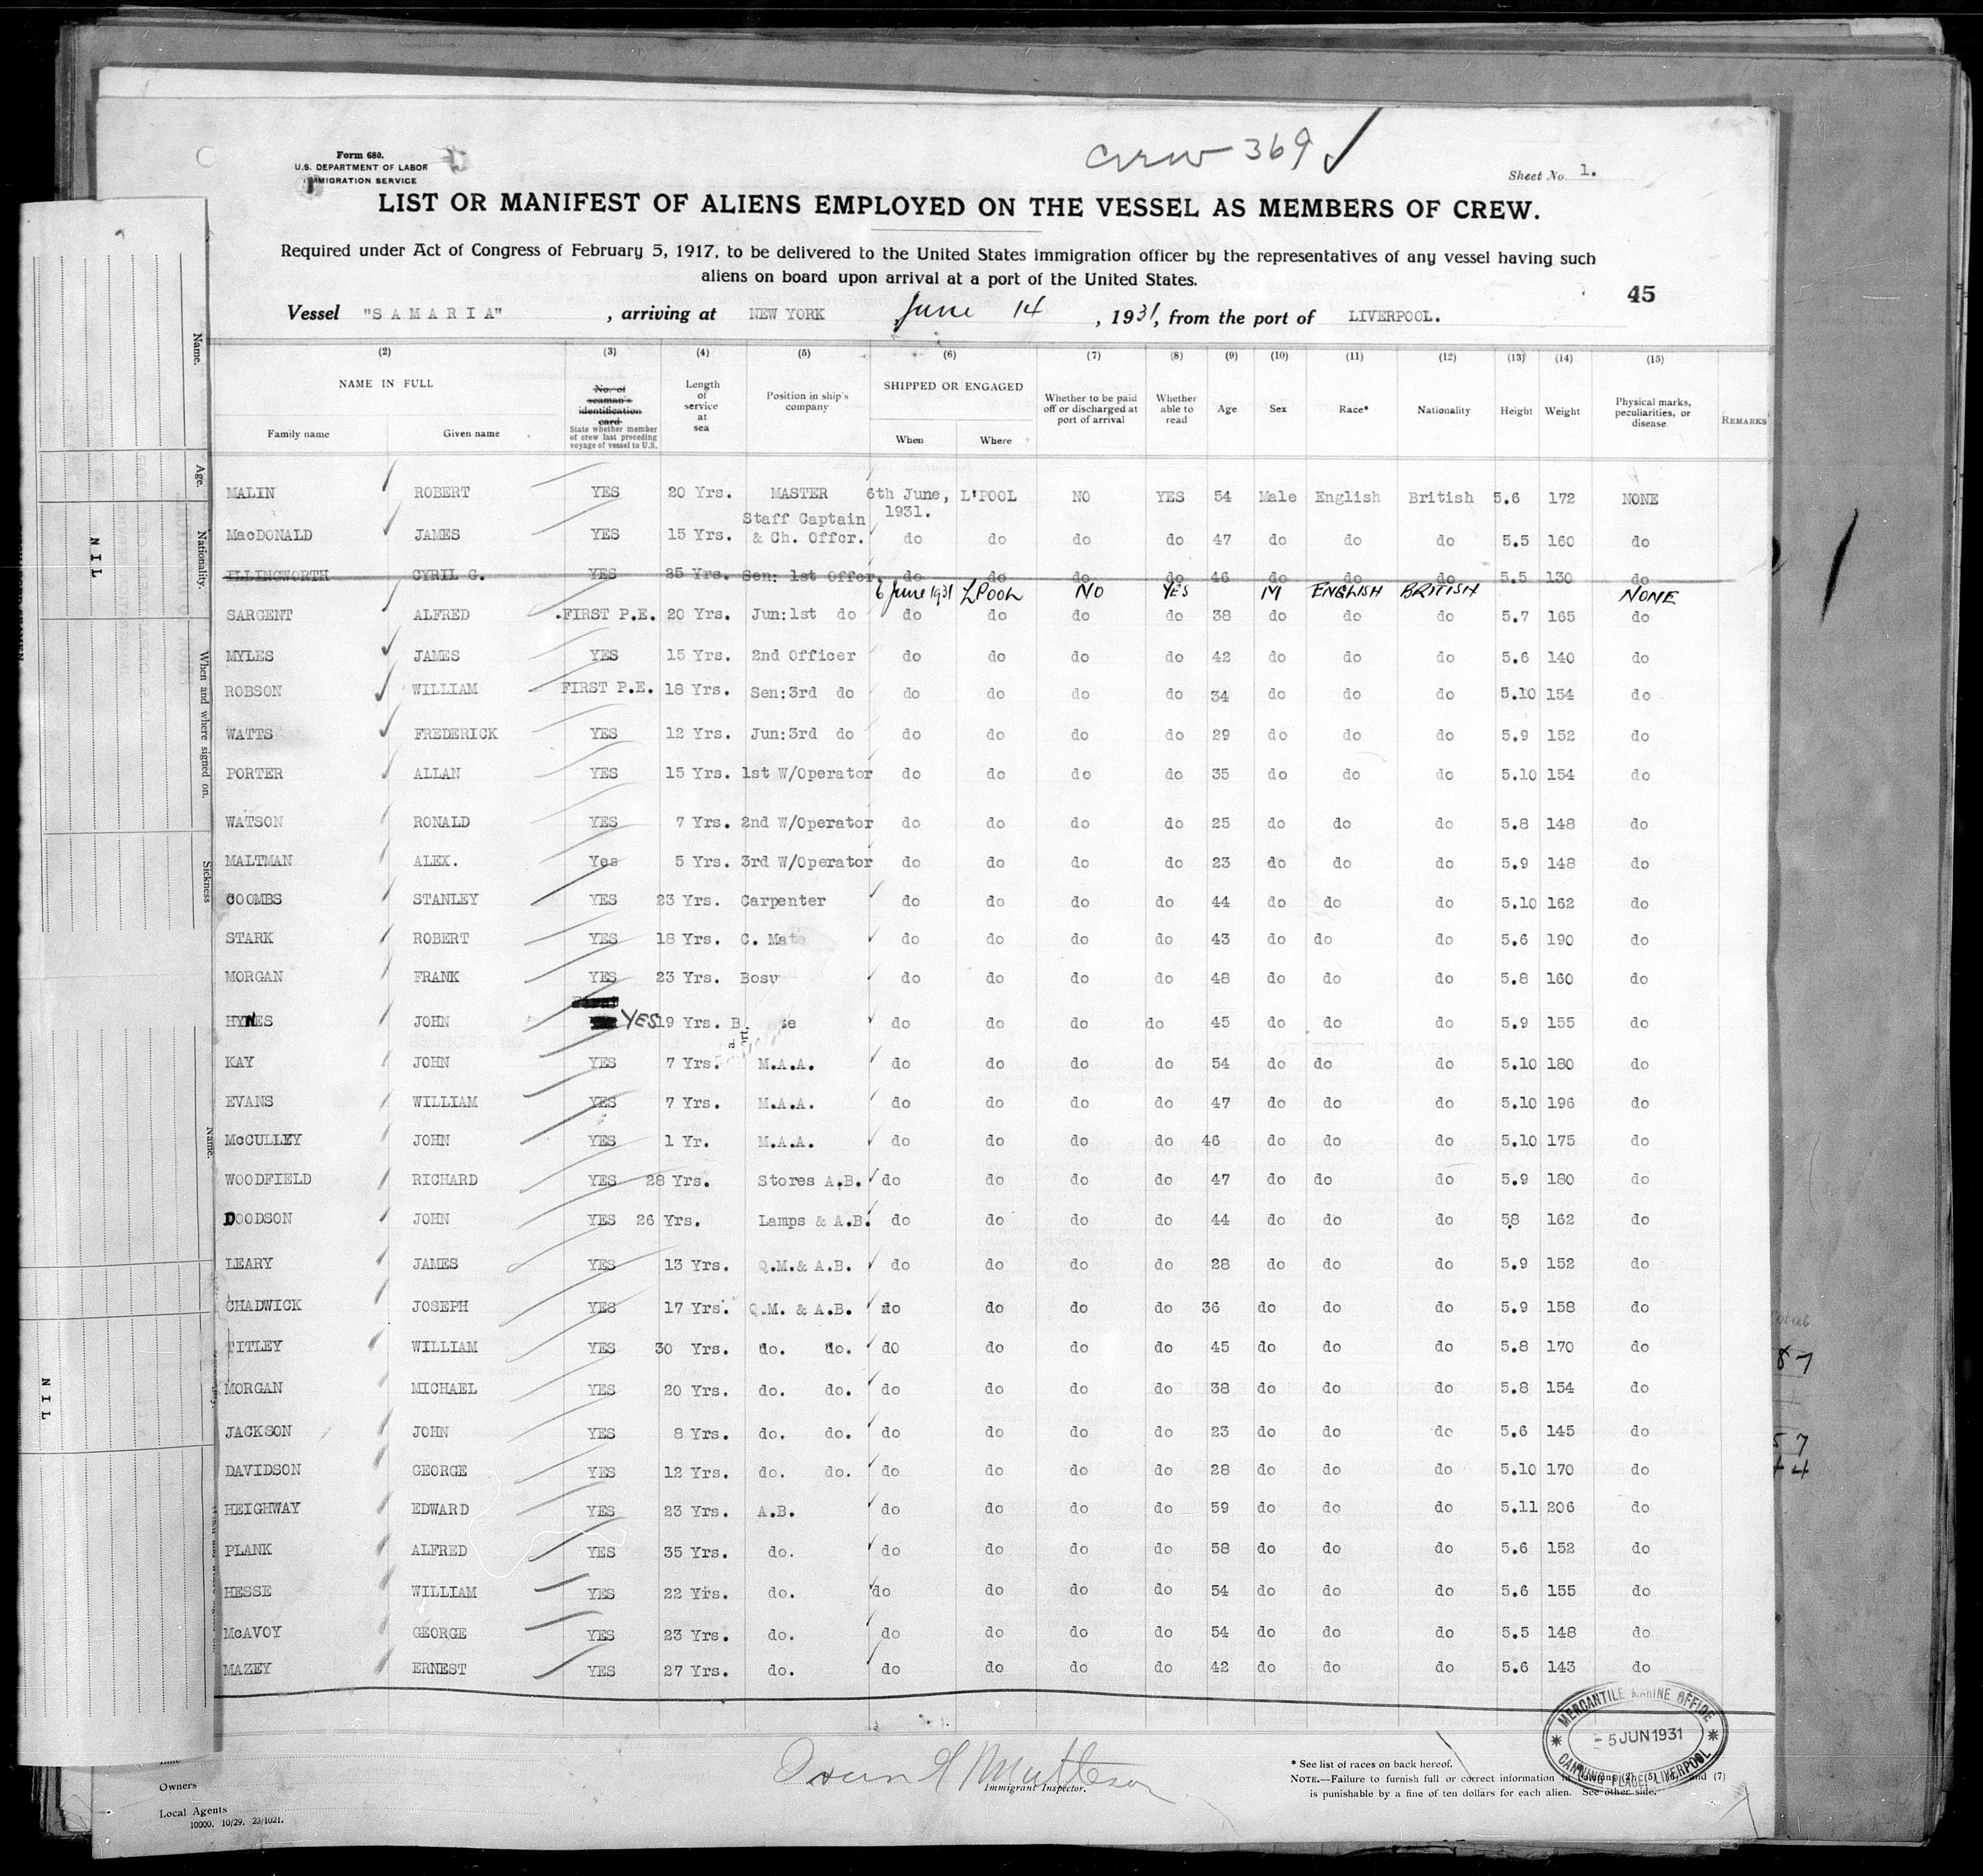 crew 369
Form 680.
U.S. DEPARTMENT OF LABOR
IMMIGRATION SERVICE
Sheet No. 1.
LIST OR MANIFEST OF ALIENS EMPLOYED ON THE VESSEL AS MEMBERS OF CREW.
Required under Act of Congress of February 5, 1917, to be delivered to the United States immigration officer by the representatives of any vessel having such
aliens on board upon arrival at a port of the United States.
45
Vessel "SAMARIA" , arriving at NEW YORK June 14 , 1931, from the port of LIVERPOOL.
(2) (3) (4) (5) (6) (7) (8) (9) (10) (11) (12) (13) (14) (15)
NAME IN FULL
Family name Given name
No. of seaman's identification card
State whether member of crew last preceding voyage of vessel to U.S.
Length of service at sea
Position in ship's company
SHIPPED OR ENGAGED
When Where
Whether to be paid off or discharged at port of arrival
Whether able to read
Age Sex Race* Nationality Height Weight
Physical marks, peculiarities, or disease
REMARKS
MALIN ROBERT YES 20 Yrs. MASTER 6th June, 1931. L'POOL NO YES 54 Male English British 5.6 172 NONE
MacDONALD JAMES YES 15 Yrs. Staff Captain & Ch. Offcr. do do do do 47 do do do 5.5 160 do
ILLINGWORTH CYRIL G. YES 25 Yrs. Sen: 1st Offcr. do do do do 46 do do do 5.5 130 do
6 June 1931 L'POOL NO YES M ENGLISH BRITISH NONE
SARGENT ALFRED .FIRST P.E. 20 Yrs. Jun:1st do do do do do 38 do do do 5.7 165 do
MYLES JAMES YES 15 Yrs. 2nd Officer do do do do 42 do do do 5.6 140 do
ROBSON WILLIAM FIRST P.E. 18 Yrs. Sen:3rd do do do do do 34 do do do 5.10 154 do
WATTS FREDERICK YES 12 Yrs. Jun:3rd do do do do do 29 do do do 5.9 152 do
PORTER ALLAN YES 15 Yrs. 1st W/Operator do do do do 35 do do do 5.10 154 do
WATSON RONALD YES 7 Yrs. 2nd W/Operator do do do do 25 do do do 5.8 148 do
MALTMAN ALEX. Yes 5 Yrs. 3rd W/Operator do do do do 23 do do do 5.9 148 do
COOMBS STANLEY YES 23 Yrs. Carpenter do do do do 44 do do do 5.10 162 do
STARK ROBERT YES 18 Yrs. C. Mate do do do do 43 do do do 5.6 190 do
MORGAN FRANK YES 23 Yrs. Bosu do do do do 48 do do do 5.8 160 do
HYNES JOHN YES 19 Yrs. B do do do do 45 do do do 5.9 155 do
KAY JOHN YES 7 Yrs. M.A.A. do do do do 54 do do do 5.10 180 do
EVANS WILLIAM YES 7 Yrs. M.A.A. do do do do 47 do do do 5.10 196 do
McCULLEY JOHN YES 1 Yr. M.A.A. do do do do 46 do do do 5.10 175 do
WOODFIELD RICHARD YES 28 Yrs. Stores A.B. do do do do 47 do do do 5.9 180 do
DOODSON JOHN YES 26 Yrs. Lamps & A.B. do do do do 44 do do do 5.8 162 do
LEARY JAMES YES 13 Yrs. Q.M.& A.B. do do do do 28 do do do 5.9 152 do
CHADWICK JOSEPH YES 17 Yrs. Q.M. & A.B. do do do do 36 do do do 5.9 158 do
TITLEY WILLIAM YES 30 Yrs. do. do. do do do do 45 do do do 5.8 170 do
MORGAN MICHAEL YES 20 Yrs. do. do. do do do do 38 do do do 5.8 154 do
JACKSON JOHN YES 8 Yrs. do. do. do do do do 23 do do do 5.6 145 do
DAVIDSON GEORGE YES 12 Yrs. do. do. do do do do 28 do do do 5.10 170 do
HEIGHWAY EDWARD YES 23 Yrs. A.B. do do do do 59 do do do 5.11 206 do
PLANK ALFRED YES 35 Yrs. do. do do do do 58 do do do 5.6 152 do
HESSE WILLIAM YES 22 Yrs. do. do do do do 54 do do do 5.6 155 do
McAVOY GEORGE YES 23 Yrs. do. do do do do 54 do do do 5.5 148 do
MAZEY ERNEST YES 27 Yrs. do. do do do do 42 do do do 5.6 143 do
MERCANTILE MARINE OFFICE
5 JUN 1931
CANNING PLACE, LIVERPOOL
Immigrant Inspector.
* See list of races on back hereof.
NOTE.—Failure to furnish full or correct information in columns (2), (5), (6), and (7)
is punishable by a fine of ten dollars for each alien. See other side.
Owners
Local Agents
10000. 10/29. 23/1021.
Name.
Age.
Nationality.
When and where signed on.
Sickness
Name.
NIL
NIL